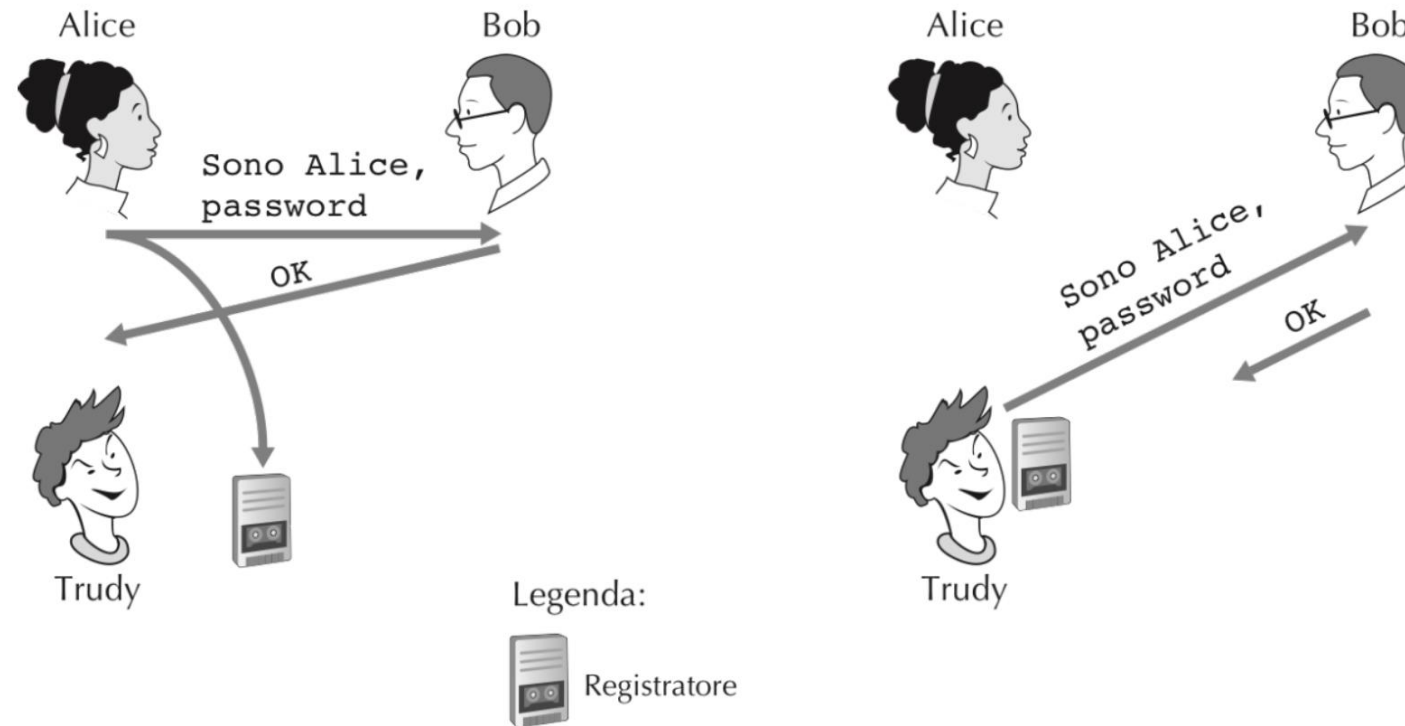 Alice
Bob
Sono Alice,
password
OK
Trudy
Legenda:
Registratore
Alice
Bob
Sono Alice,
password
OK
Trudy